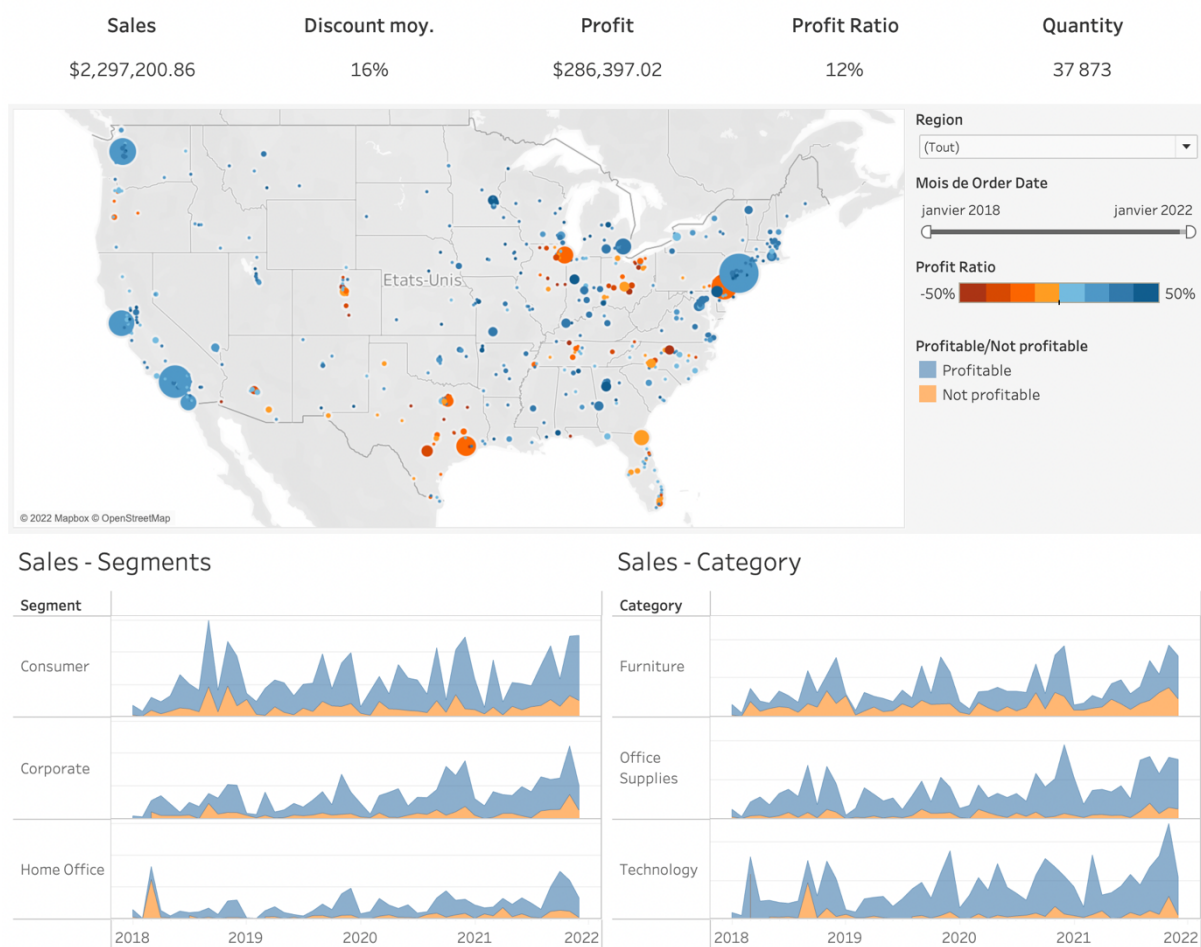 Sales
Discount moy.
Profit
Profit Ratio
Quantity
$2,297,200.86
16%
$286,397.02
12%
37 873
Etats-Unis
© 2022 Mapbox © OpenStreetMap
Region
(Tout)
Mois de Order Date
janvier 2018
janvier 2022
Profit Ratio
-50%
50%
Profitable/Not profitable
Profitable
Not profitable
Sales - Segments
Segment
Consumer
Corporate
Home Office
2018
2019
2020
2021
2022
Sales - Category
Category
Furniture
Office
Supplies
Technology
2018
2019
2020
2021
2022